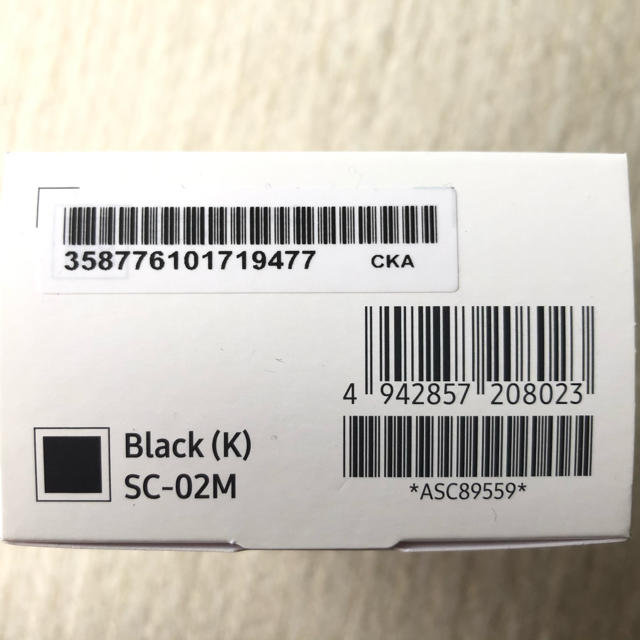 358776101719477 CKA
4 942857 208023
Black (K)
SC-02M
*ASC89559*